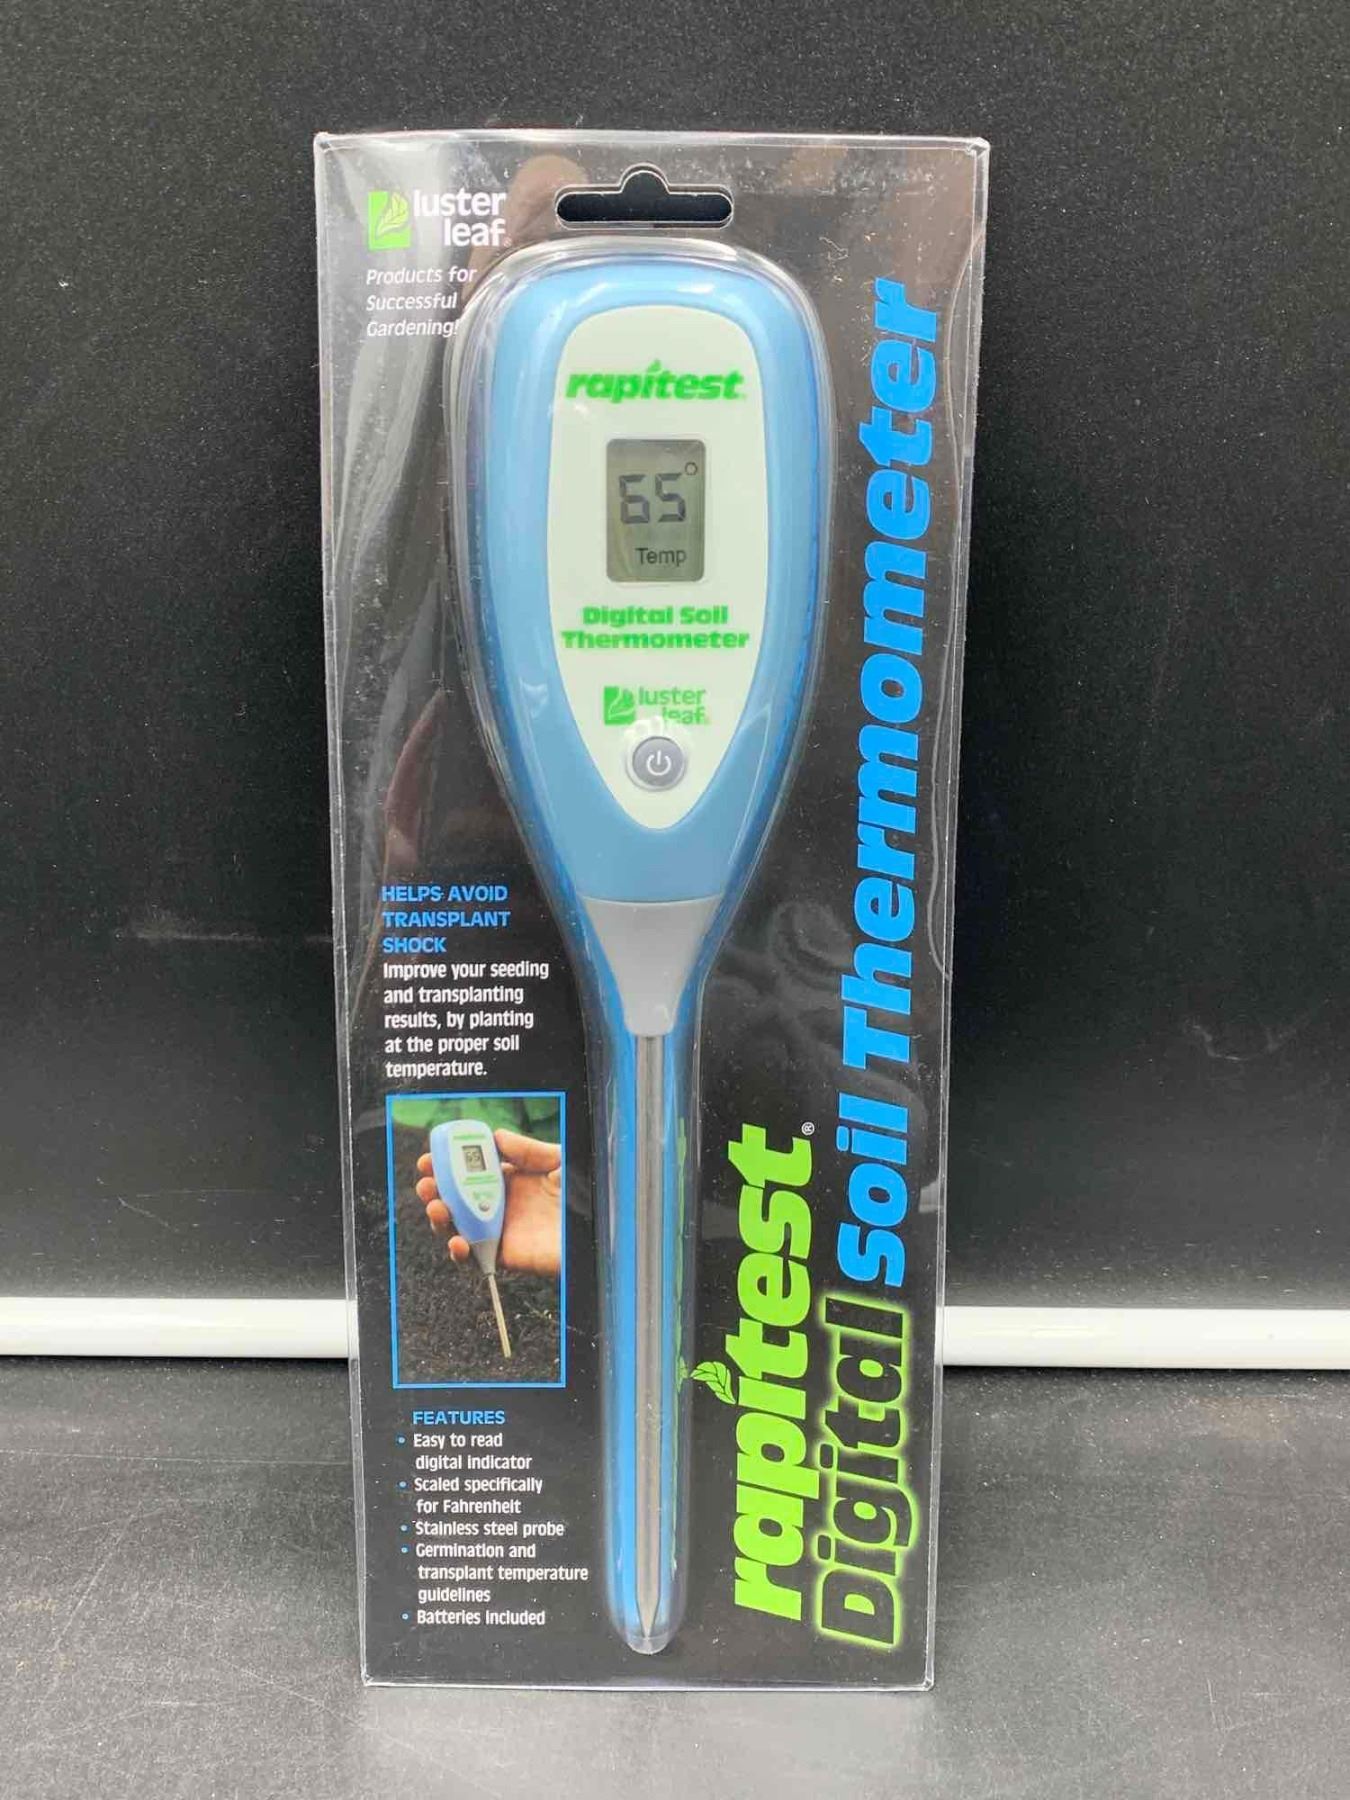 luster
leaf®
Products for
Successful
Gardening!
rapitest®
65°
Temp
Digital Soil
Thermometer
luster
leaf®
HELPS AVOID
TRANSPLANT
SHOCK
Improve your seeding
and transplanting
results, by planting
at the proper soil
temperature.
rapitest
65
FEATURES
• Easy to read
digital indicator
• Scaled specifically
for Fahrenheit
• Stainless steel probe
• Germination and
transplant temperature
guidelines
• Batteries included
rapitest®
Digital Soil Thermometer